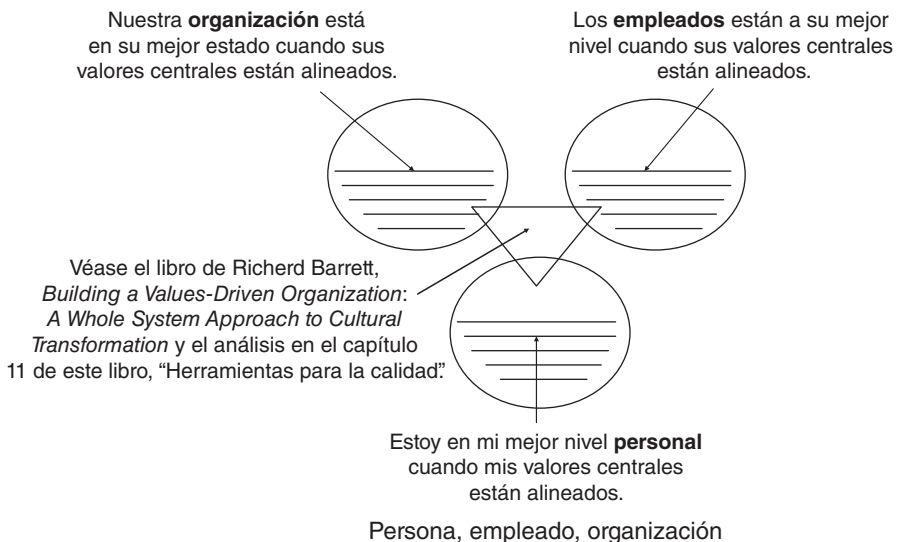 Nuestra organización está
en su mejor estado cuando sus
valores centrales están alineados.
Los empleados están a su mejor
nivel cuando sus valores centrales
están alineados.
Véase el libro de Richerd Barrett,
Building a Values-Driven Organization:
A Whole System Approach to Cultural
Transformation y el análisis en el capítulo
11 de este libro, “Herramientas para la calidad”.
Estoy en mi mejor nivel personal
cuando mis valores centrales
están alineados.
Persona, empleado, organización